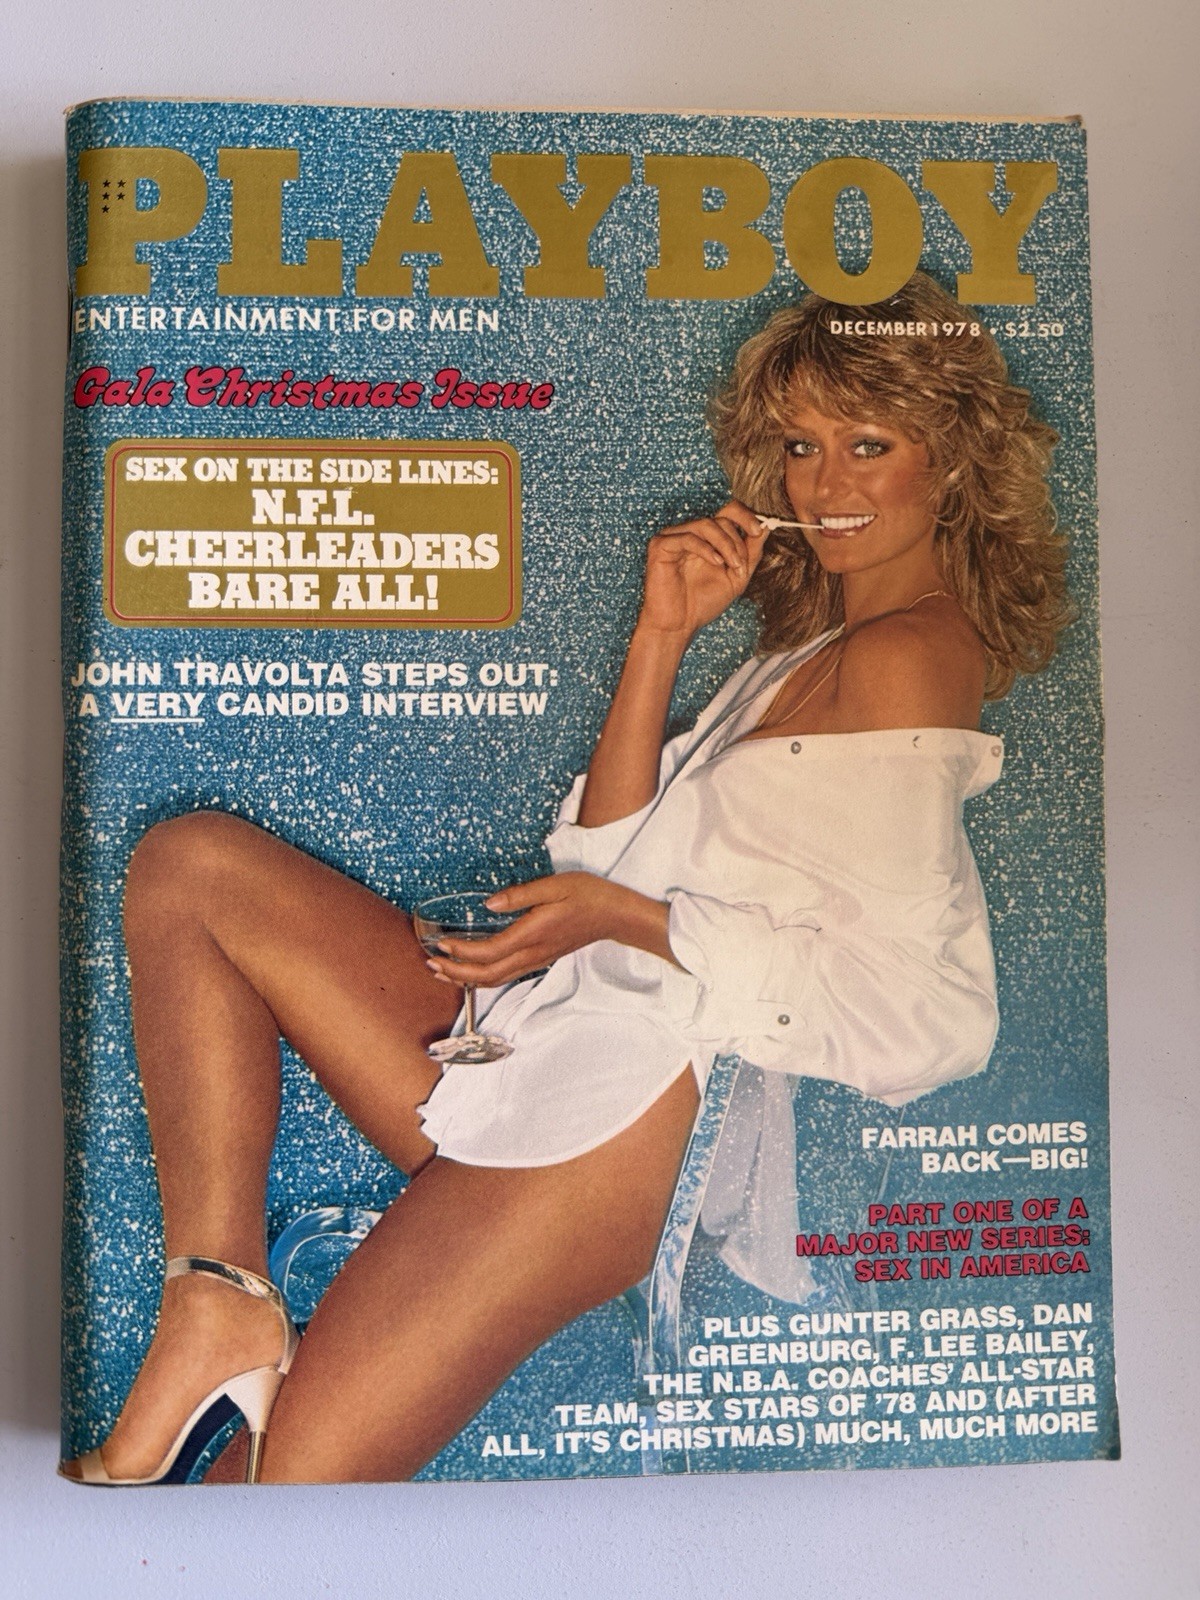 PLAYBOY
ENTERTAINMENT FOR MEN
DECEMBER 1978 • $2.50
Gala Christmas Issue
SEX ON THE SIDE LINES:
N.F.L.
CHEERLEADERS
BARE ALL!
JOHN TRAVOLTA STEPS OUT:
A VERY CANDID INTERVIEW
FARRAH COMES
BACK—BIG!
PART ONE OF A
MAJOR NEW SERIES:
SEX IN AMERICA
PLUS GUNTER GRASS, DAN
GREENBURG, F. LEE BAILEY,
THE N.B.A. COACHES' ALL-STAR
TEAM, SEX STARS OF '78 AND (AFTER
ALL, IT'S CHRISTMAS) MUCH, MUCH MORE